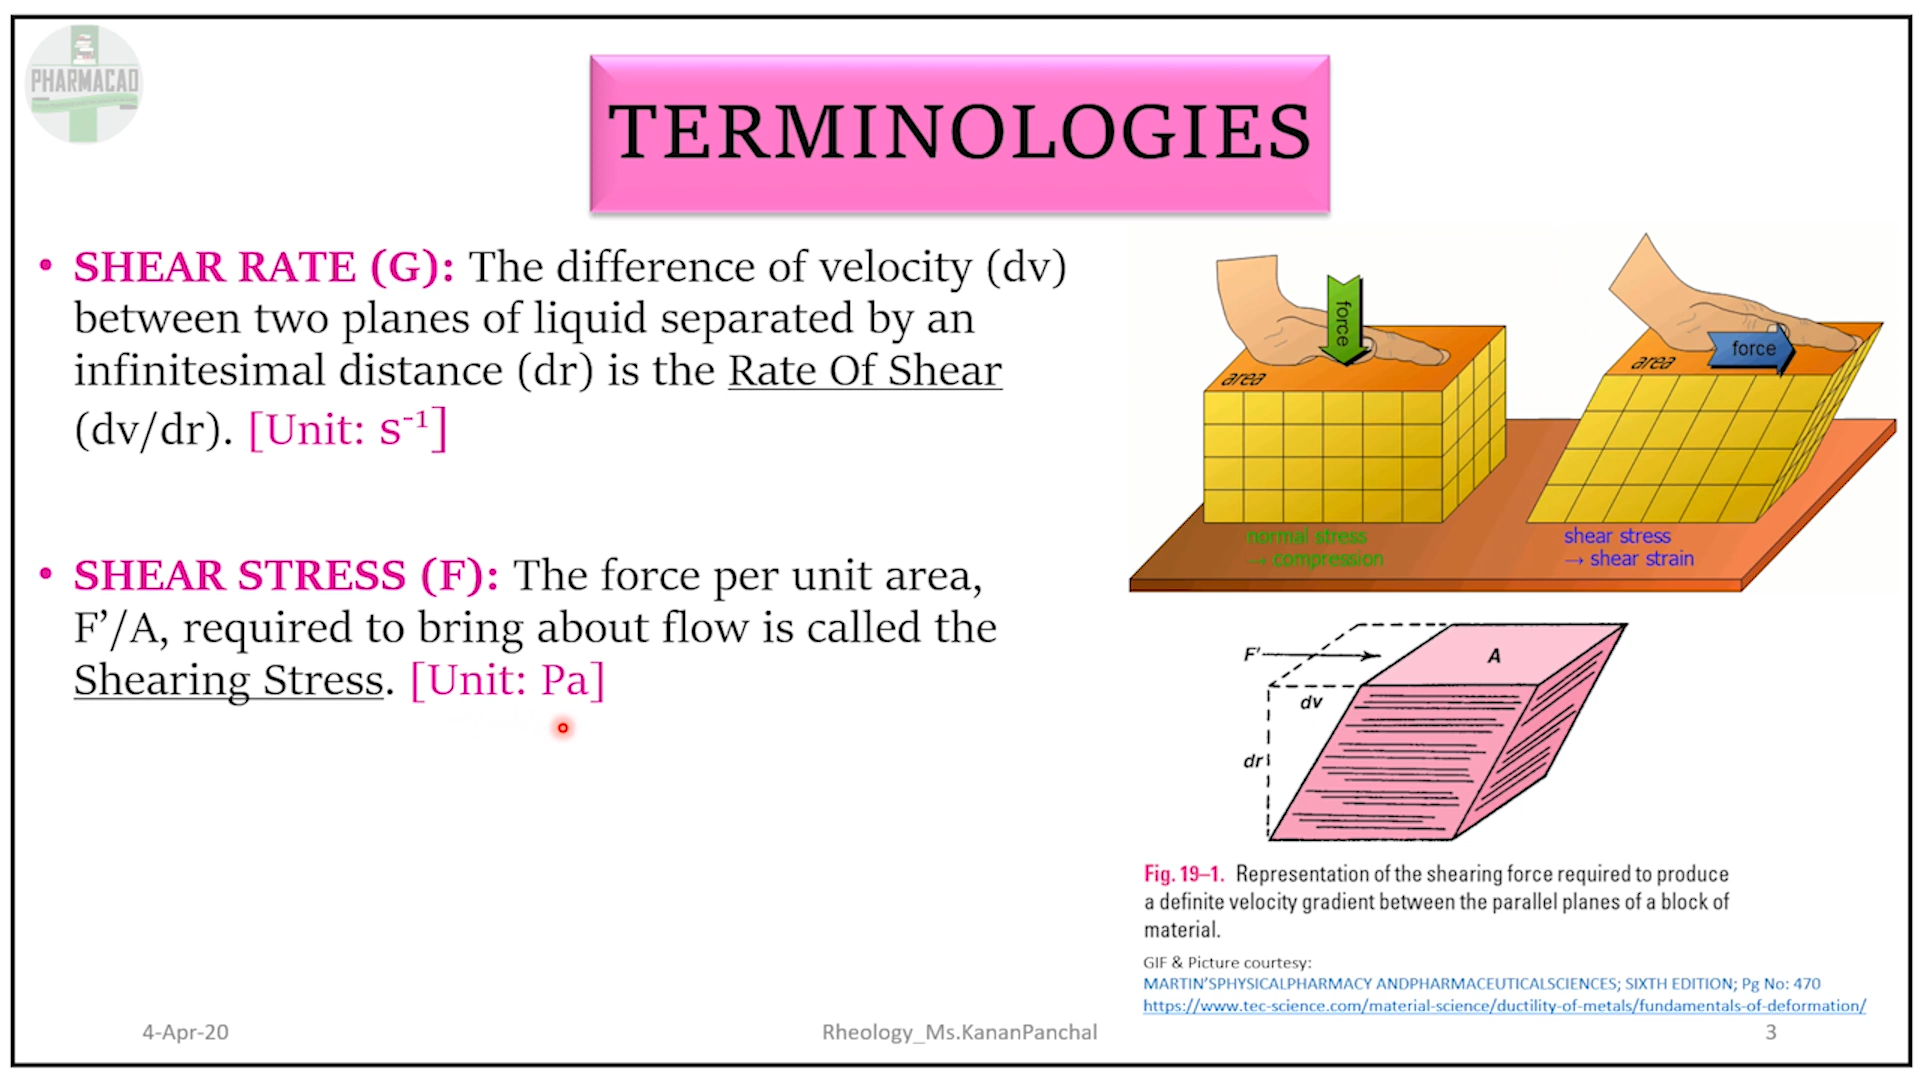 PHARMACAD
TERMINOLOGIES
• SHEAR RATE (G): The difference of velocity (dv)
between two planes of liquid separated by an
infinitesimal distance (dr) is the Rate Of Shear
(dv/dr). [Unit: s-1]
• SHEAR STRESS (F): The force per unit area,
F’/A, required to bring about flow is called the
Shearing Stress. [Unit: Pa]
force
area
normal stress
→ compression
force
area
shear stress
→ shear strain
F'
A
dv
dr
Fig. 19–1. Representation of the shearing force required to produce
a definite velocity gradient between the parallel planes of a block of
material.
GIF & Picture courtesy:
MARTIN’SPHYSICALPHARMACY ANDPHARMACEUTICALSCIENCES; SIXTH EDITION; Pg No: 470
https://www.tec-science.com/material-science/ductility-of-metals/fundamentals-of-deformation/
4-Apr-20
Rheology_Ms.KananPanchal
3